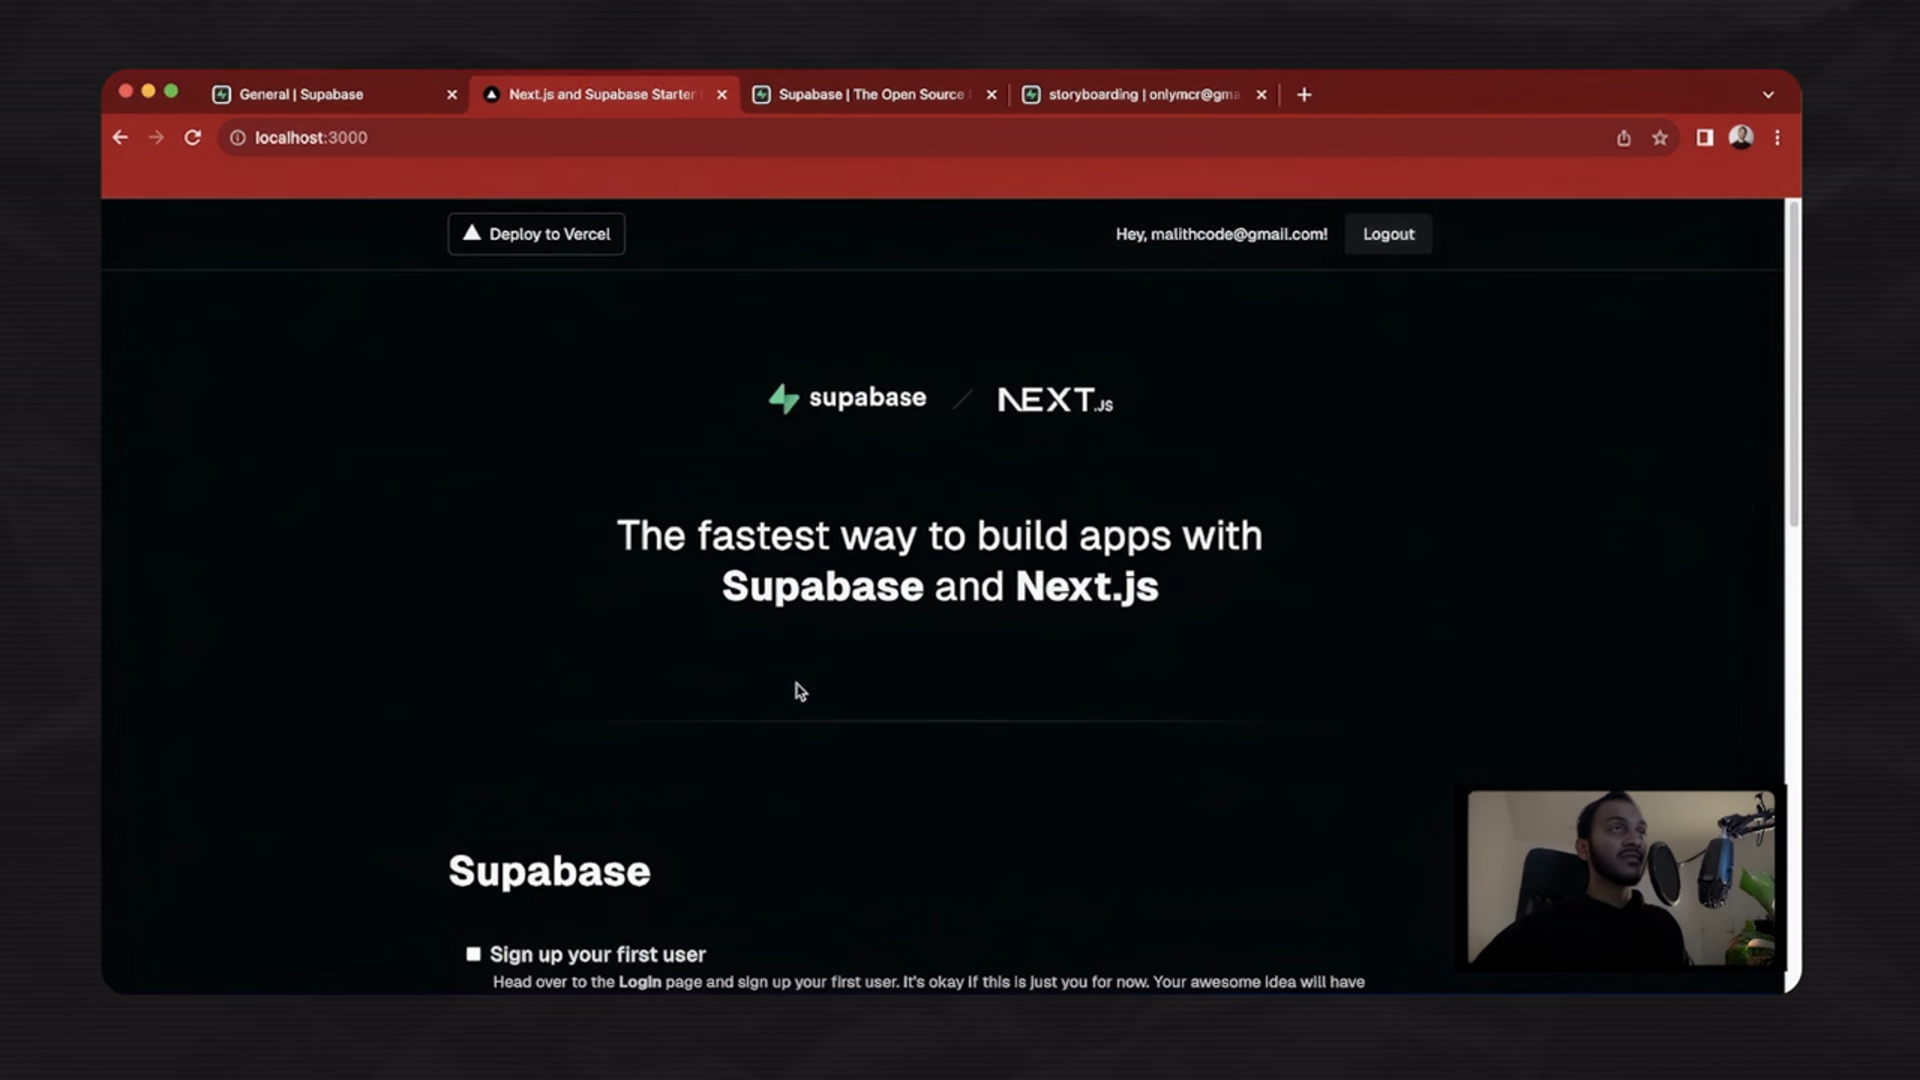 General | Supabase
Next.js and Supabase Starter
Supabase | The Open Source
storyboarding | onlymcr@gma
localhost:3000
Deploy to Vercel
Hey, malithcode@gmail.com!
Logout
supabase
NEXT.JS
The fastest way to build apps with
Supabase and Next.js
Supabase
Sign up your first user
Head over to the Login page and sign up your first user. It's okay if this is just you for now. Your awesome idea will have